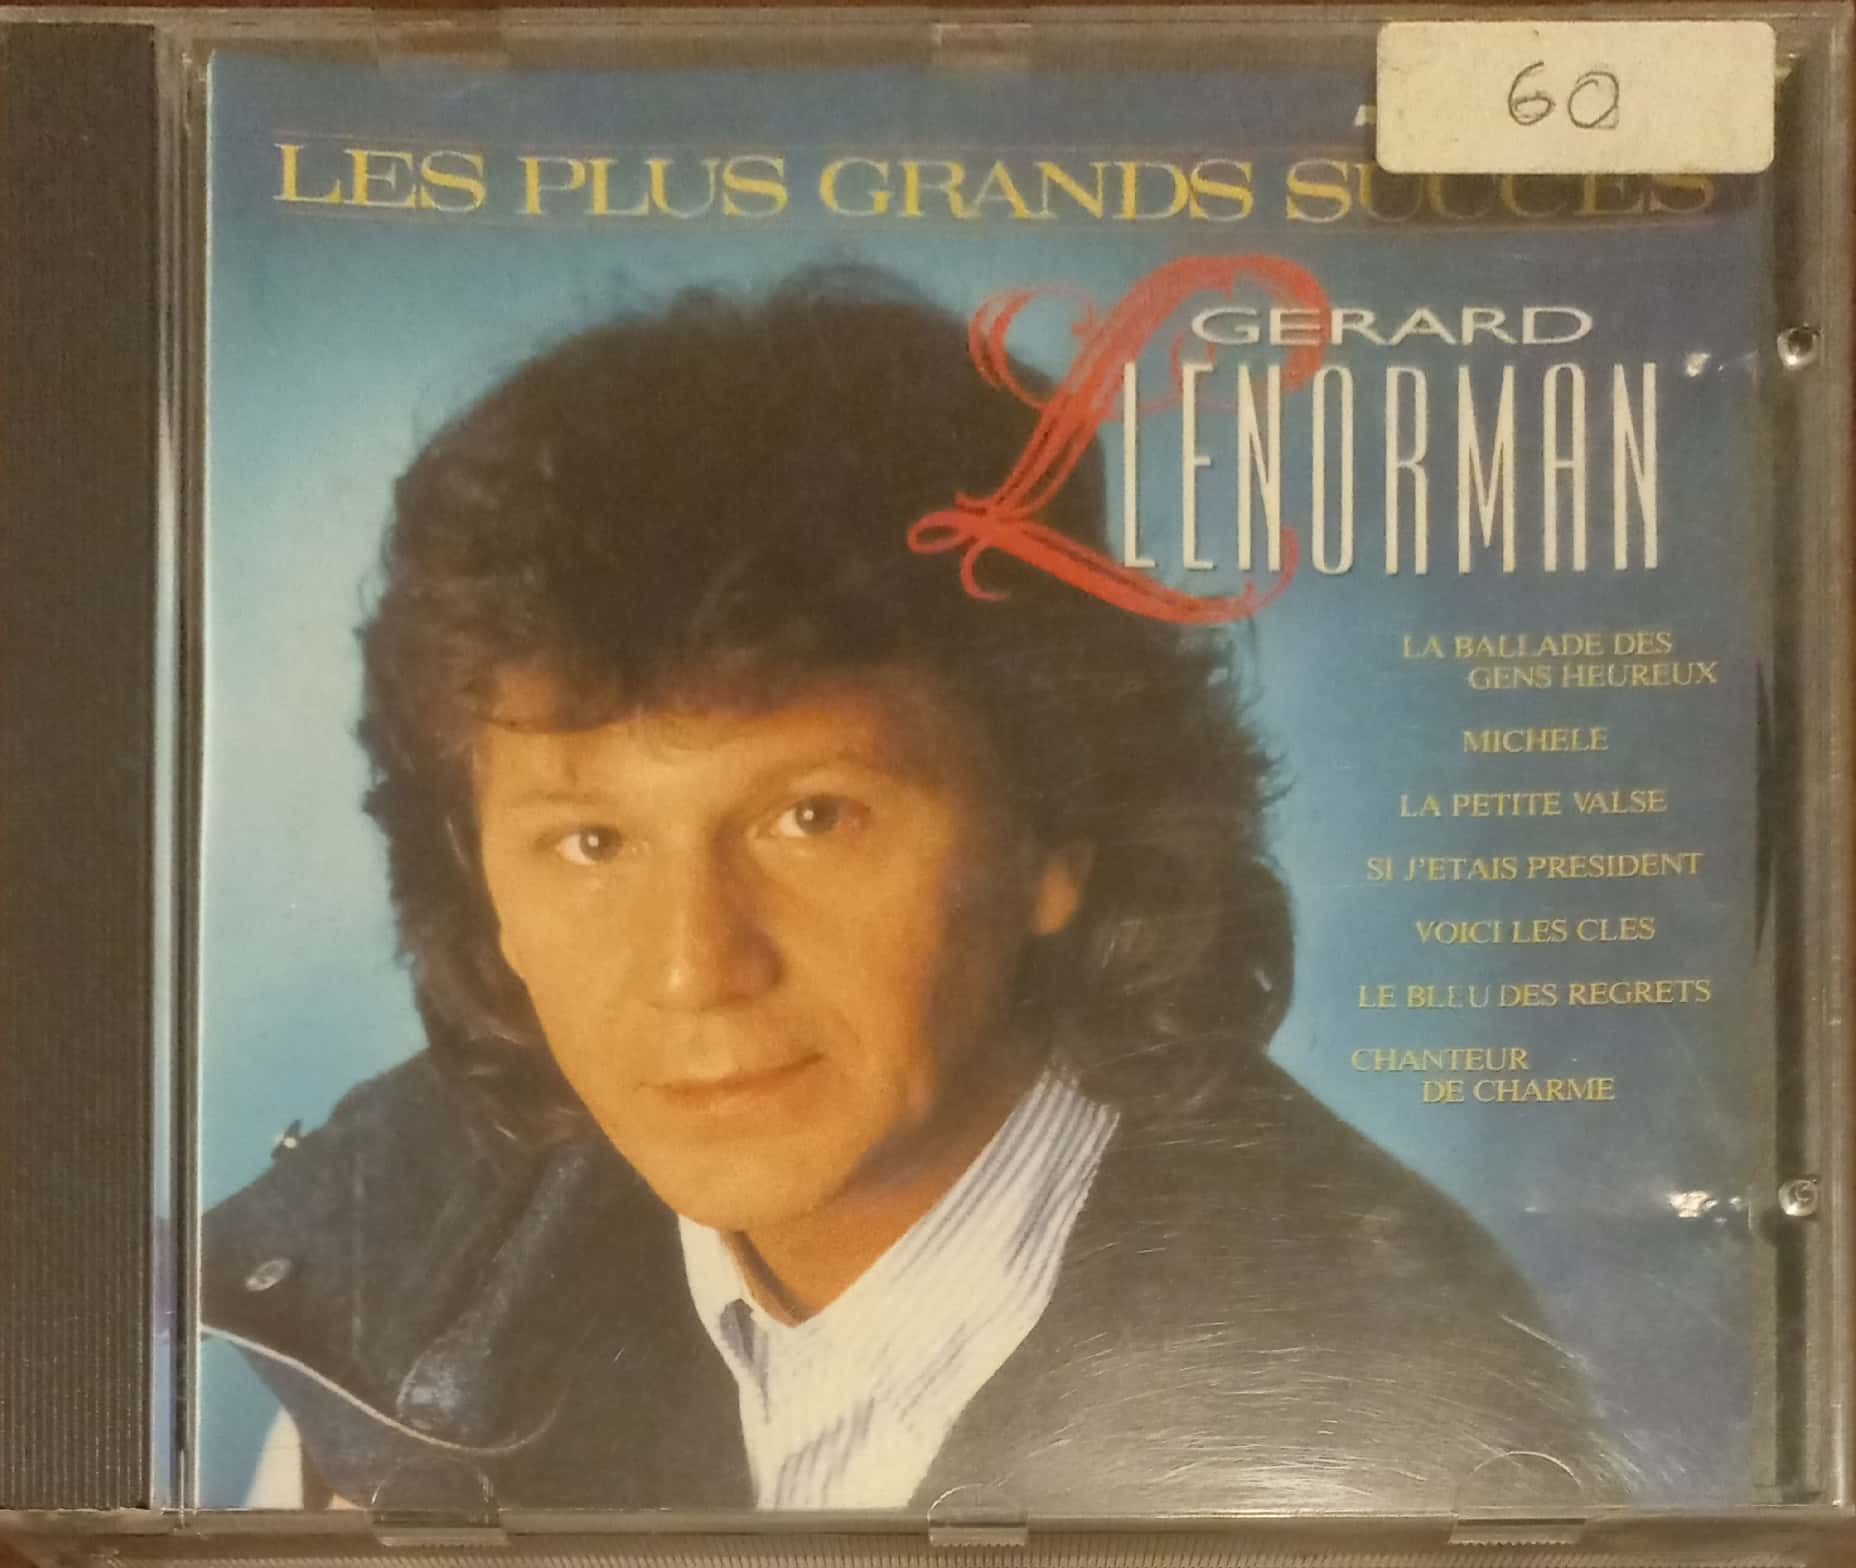 60
LES PLUS GRANDS SUCCES
L
GERARD
LENORMAN
LA BALLADE DES
GENS HEUREUX
MICHELE
LA PETITE VALSE
SI J'ETAIS PRESIDENT
VOICI LES CLES
LE BLEU DES REGRETS
CHANTEUR
DE CHARME